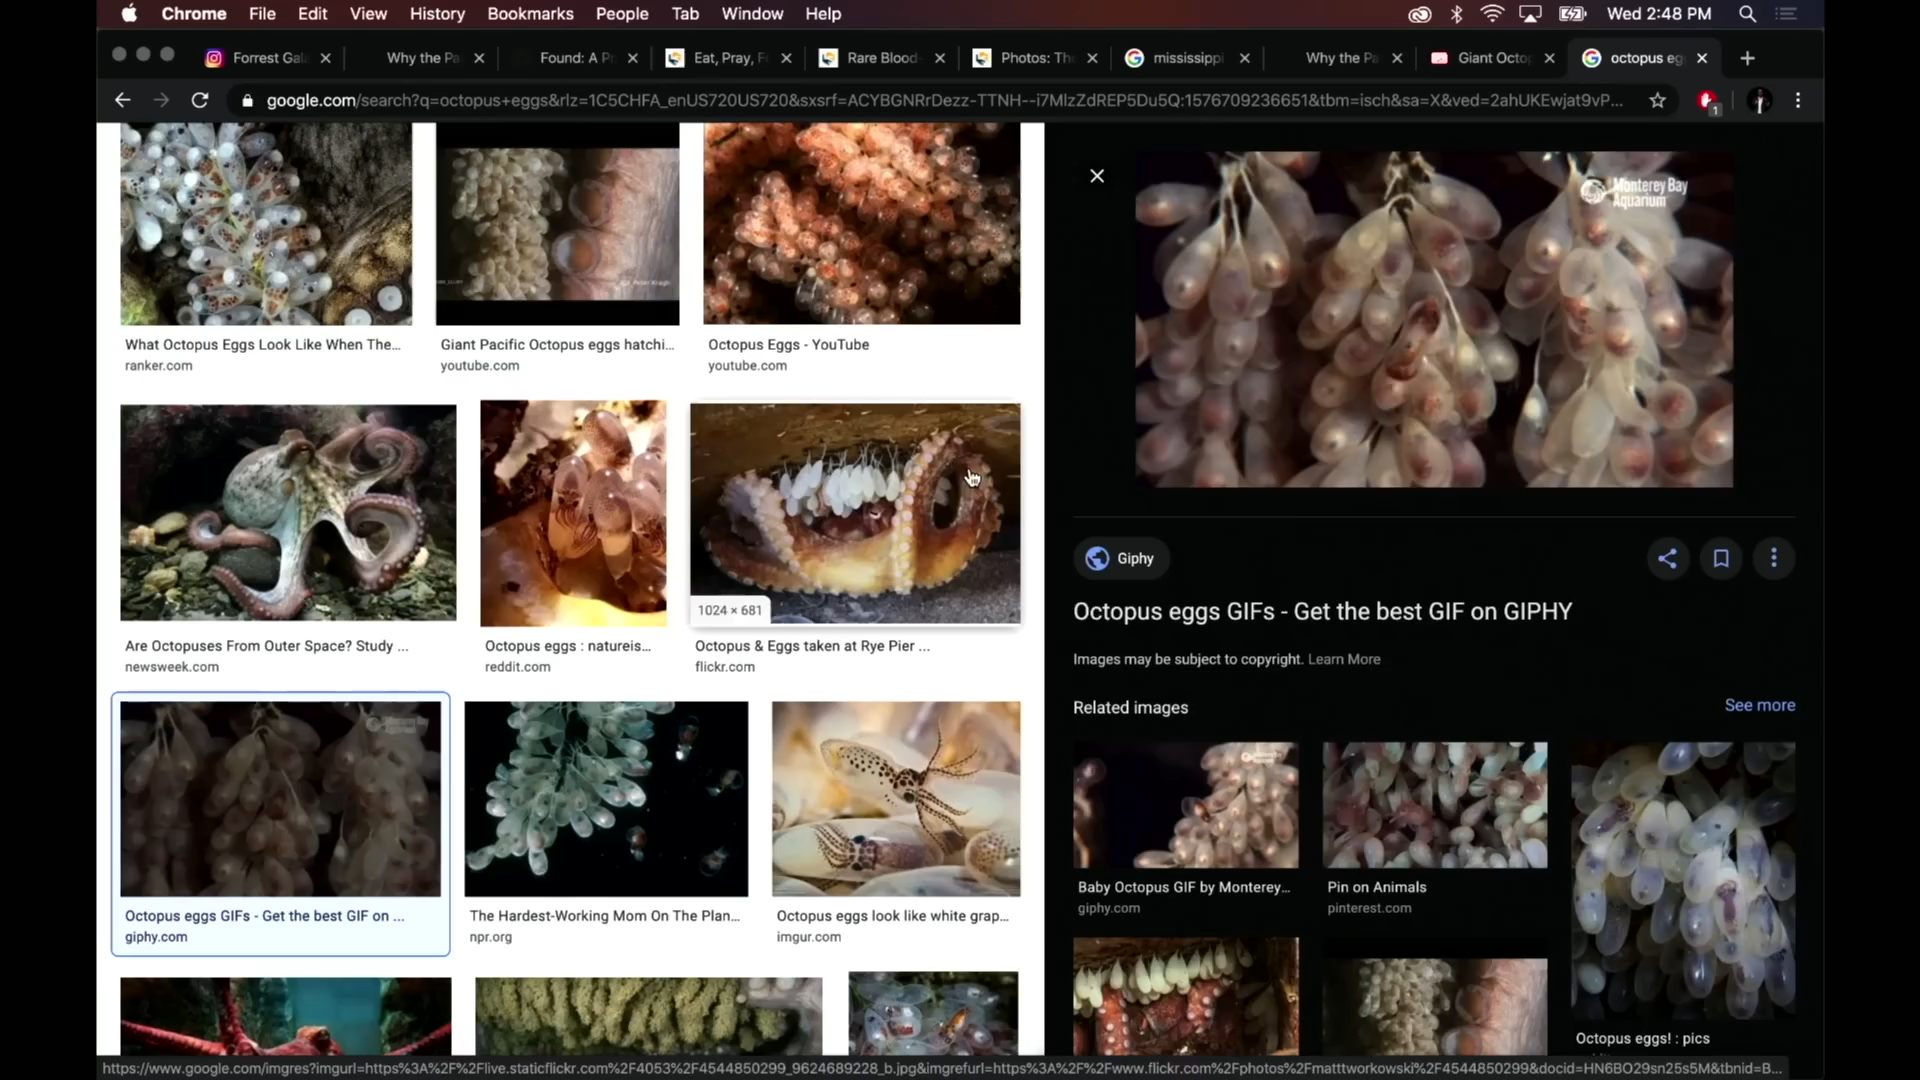 Chrome File Edit View History Bookmarks People Tab Window Help Wed 2:48 PM
Forrest Gal Why the Pa Found: A Pr Eat, Pray, F Rare Blood Photos: The mississippi Why the Pa Giant Octo octopus eg
google.com/search?q=octopus+eggs&rlz=1C5CHFA_enUS720US720&sxsrf=ACYBGNRrDezz-TTNH--i7MlzZdREP5Du5Q:1576709236651&tbm=isch&sa=X&ved=2ahUKEwjat9vP... 1
Monterey Bay
Aquarium
What Octopus Eggs Look Like When The...
ranker.com
Giant Pacific Octopus eggs hatchi...
youtube.com
Octopus Eggs - YouTube
youtube.com
1024 × 681
Are Octopuses From Outer Space? Study ...
newsweek.com
Octopus eggs : natureis...
reddit.com
Octopus & Eggs taken at Rye Pier ...
flickr.com
Giphy
Octopus eggs GIFs - Get the best GIF on GIPHY
Images may be subject to copyright. Learn More
Related images
See more
Octopus eggs GIFs - Get the best GIF on ...
giphy.com
The Hardest-Working Mom On The Plan...
npr.org
Octopus eggs look like white grap...
imgur.com
Baby Octopus GIF by Monterey...
giphy.com
Pin on Animals
pinterest.com
Octopus eggs! : pics
https://www.google.com/imgres?imgurl=https%3A%2F%2Flive.staticflickr.com%2F4053%2F4544850299_9624689228_b.jpg&imgrefurl=https%3A%2F%2Fwww.flickr.com%2Fphotos%2Fmatttworkowski%2F4544850299&docid=HN6BO29sn25s5M&tbnid=B...